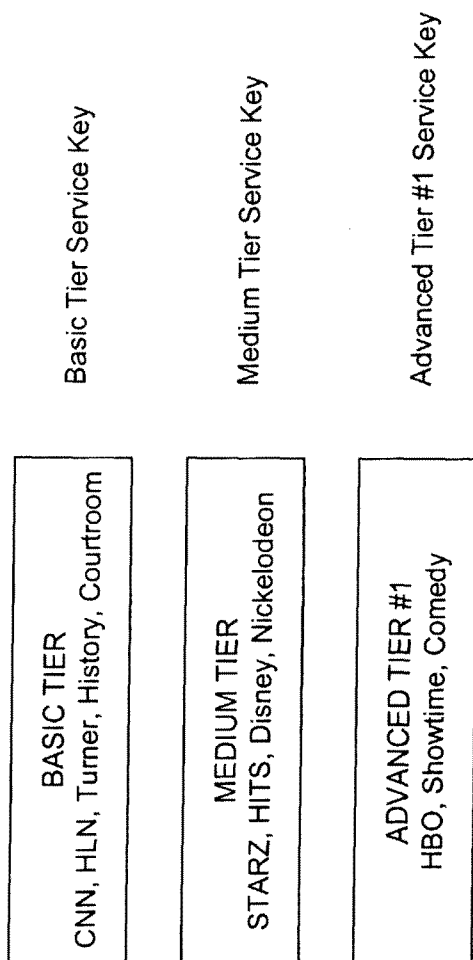 BASIC TIER
CNN, HLN, Turner, History, Courtroom
Basic Tier Service Key
MEDIUM TIER
STARZ, HITS, Disney, Nickelodeon
Medium Tier Service Key
ADVANCED TIER #1
HBO, Showtime, Comedy
Advanced Tier #1 Service Key